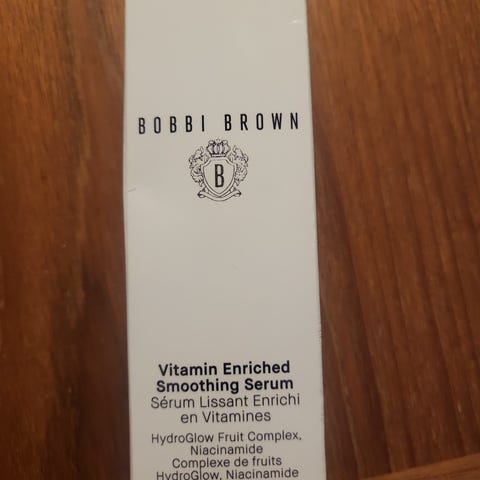 BOBBI BROWN
B
Vitamin Enriched
Smoothing Serum
Sérum Lissant Enrichi
en Vitamines
HydroGlow Fruit Complex,
Niacinamide
Complexe de fruits
HydroGlow, Niacinamide